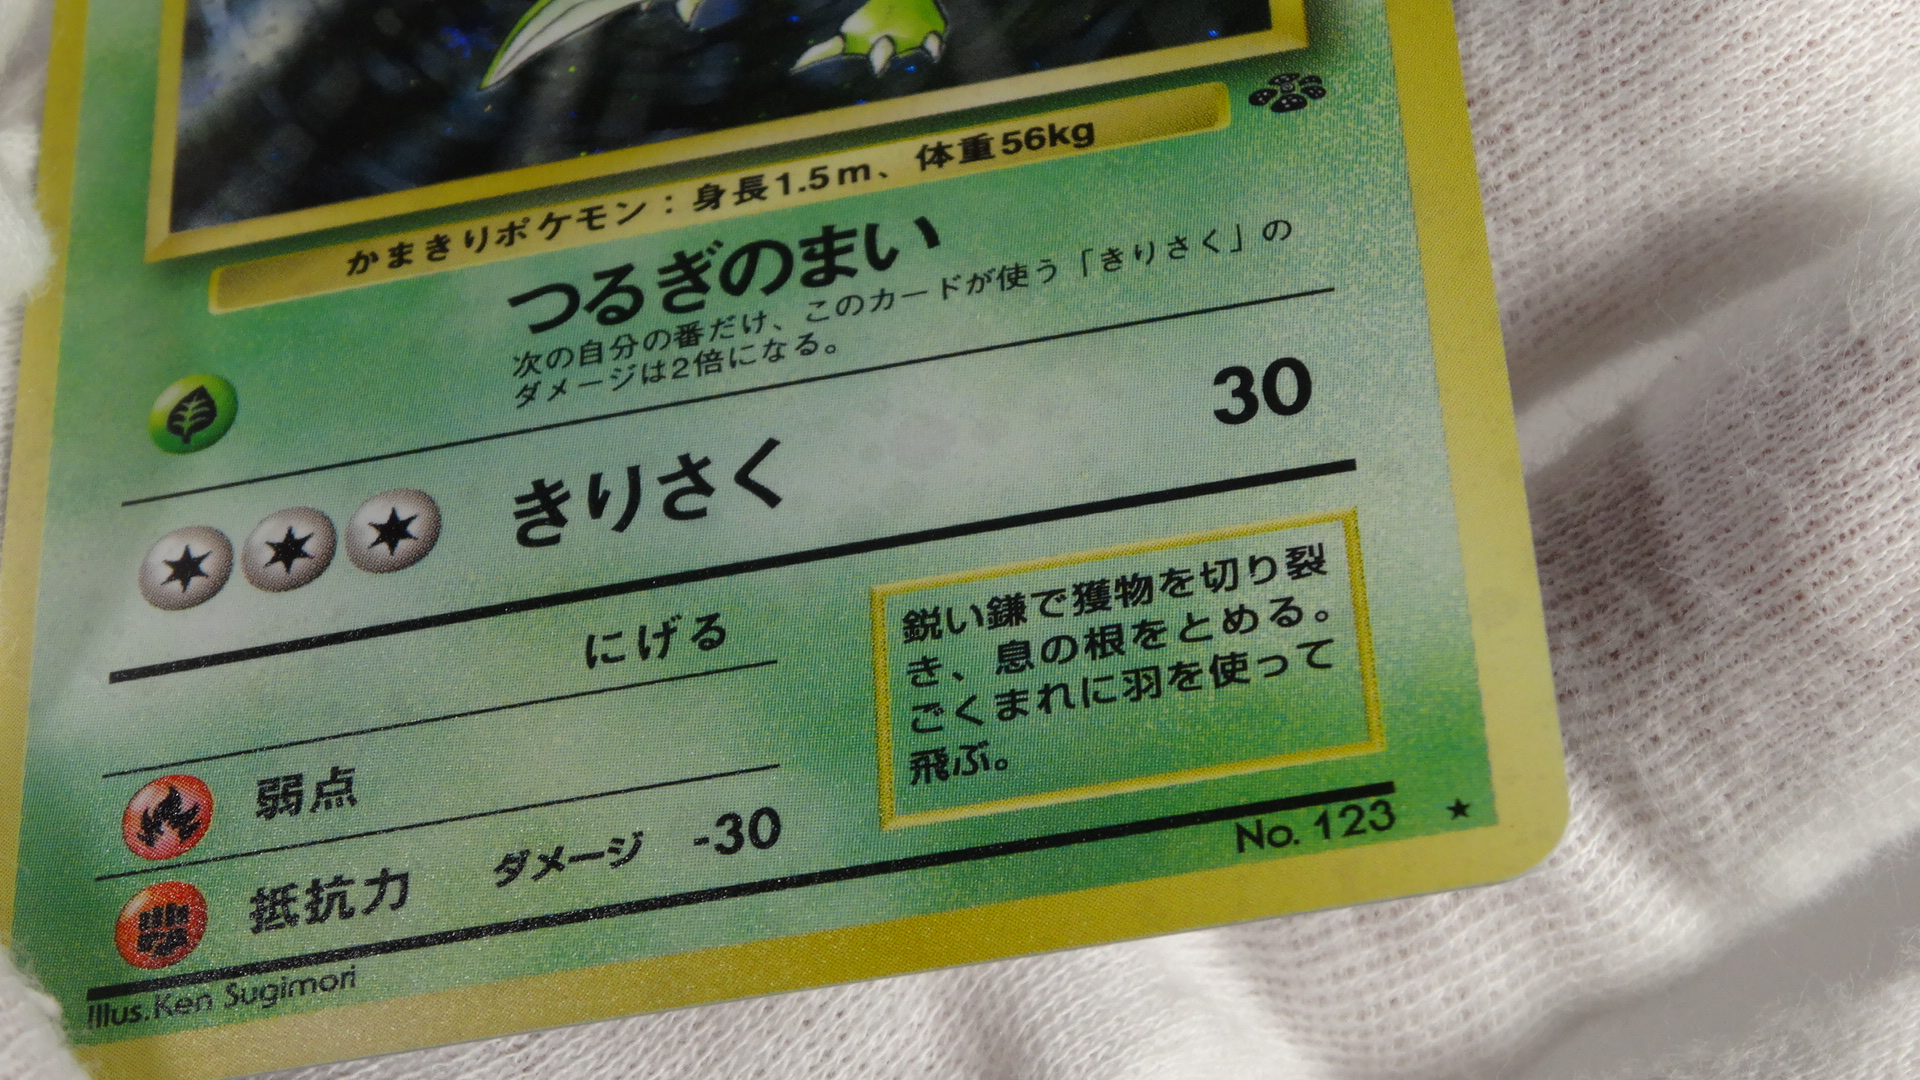 かまきりポケモン：身長1.5m、体重56kg
つるぎのまい
次の自分の番だけ、このカードが使う「きりさく」の
ダメージは2倍になる。
きりさく 30
にげる
鋭い鎌で獲物を切り裂
き、息の根をとめる。
ごくまれに羽を使って
飛ぶ。
弱点
抵抗力 ダメージ -30
No. 123 ★
Illus.Ken Sugimori